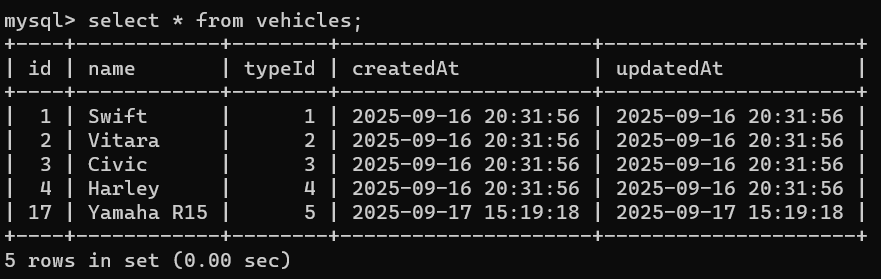 mysql> select * from vehicles;
+----+------------+--------+---------------------+---------------------+
| id | name       | typeId | createdAt           | updatedAt           |
+----+------------+--------+---------------------+---------------------+
|  1 | Swift      |      1 | 2025-09-16 20:31:56 | 2025-09-16 20:31:56 |
|  2 | Vitara     |      2 | 2025-09-16 20:31:56 | 2025-09-16 20:31:56 |
|  3 | Civic      |      3 | 2025-09-16 20:31:56 | 2025-09-16 20:31:56 |
|  4 | Harley     |      4 | 2025-09-16 20:31:56 | 2025-09-16 20:31:56 |
| 17 | Yamaha R15 |      5 | 2025-09-17 15:19:18 | 2025-09-17 15:19:18 |
+----+------------+--------+---------------------+---------------------+
5 rows in set (0.00 sec)